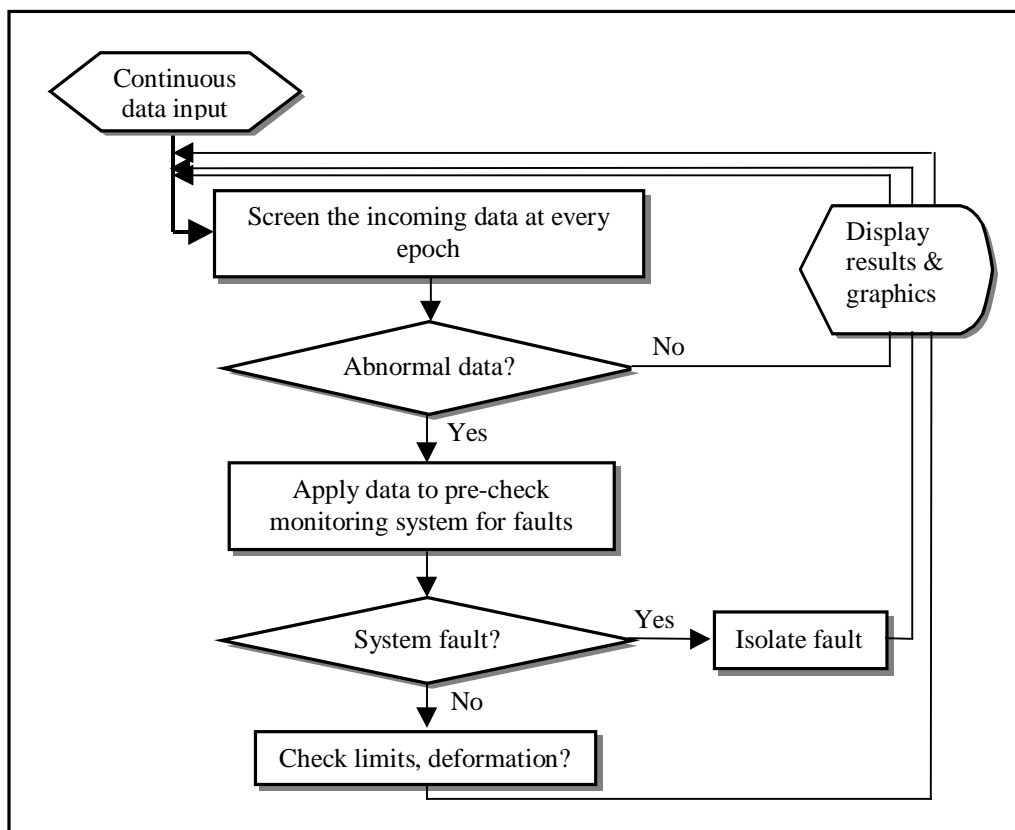 Continuous
data input
Screen the incoming data at every
epoch
Display
results &
graphics
Abnormal data?
No
Yes
Apply data to pre-check
monitoring system for faults
System fault?
Yes
Isolate fault
No
Check limits, deformation?